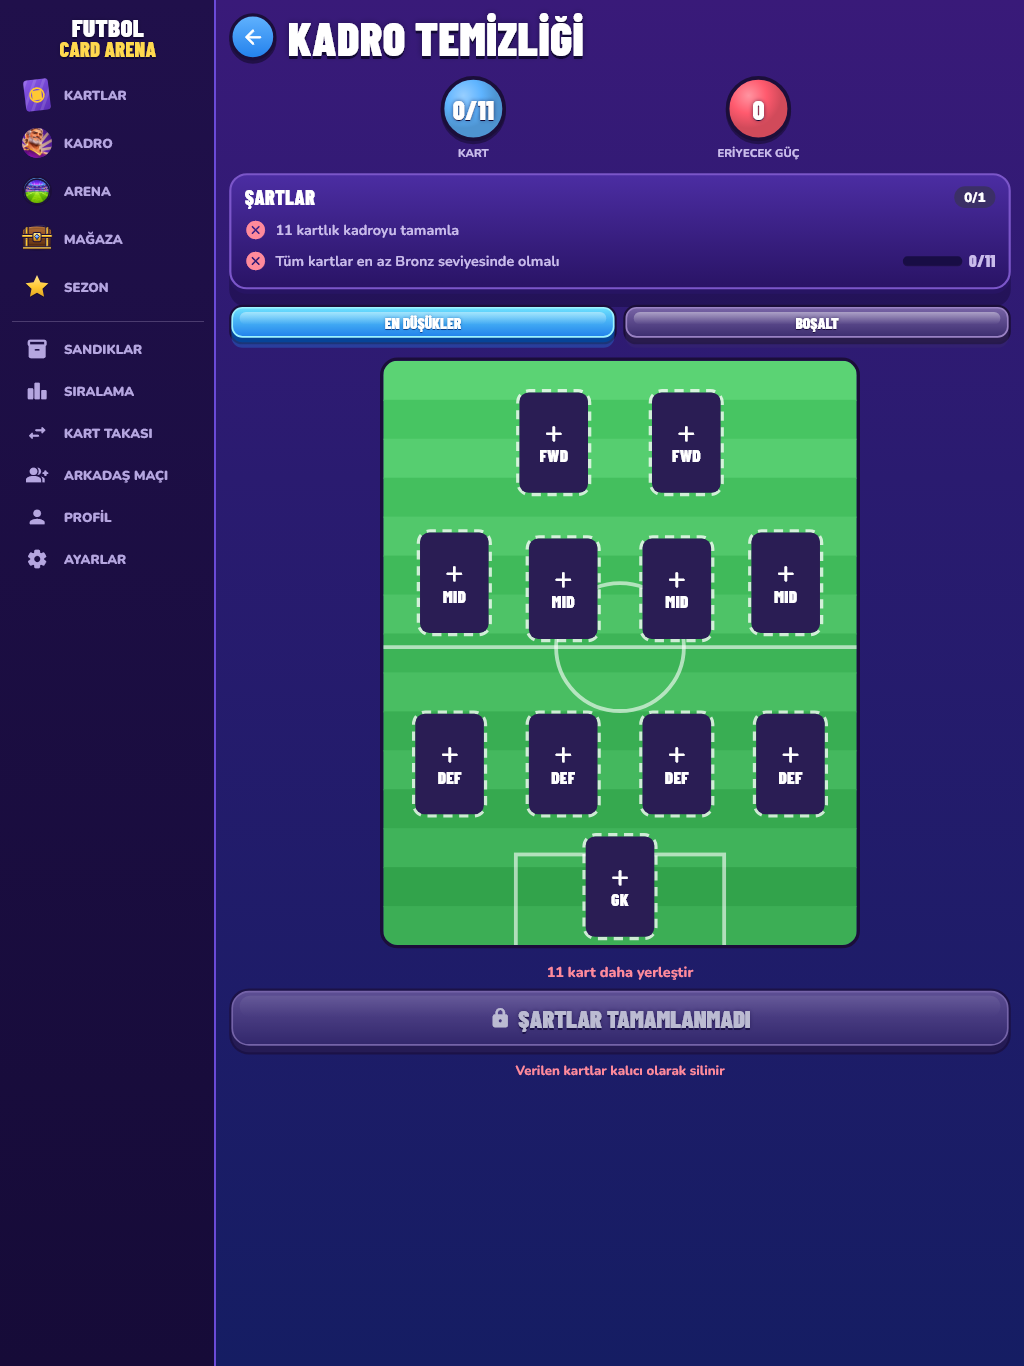 FUTBOL
CARD ARENA
KARTLAR
KADRO
ARENA
MAĞAZA
SEZON
SANDIKLAR
SIRALAMA
KART TAKASI
ARKADAŞ MAÇI
PROFİL
AYARLAR
KADRO TEMİZLİĞİ
0/11
KART
0
ERİYECEK GÜÇ
ŞARTLAR
0/1
11 kartlık kadroyu tamamla
Tüm kartlar en az Bronz seviyesinde olmalı
0/11
EN DÜŞÜKLER
BOŞALT
FWD
FWD
MID
MID
MID
MID
DEF
DEF
DEF
DEF
GK
11 kart daha yerleştir
ŞARTLAR TAMAMLANMADI
Verilen kartlar kalıcı olarak silinir